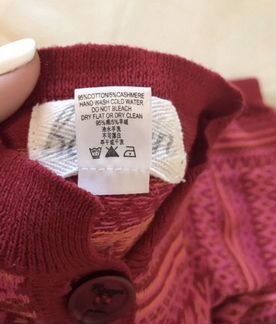 95%COTTON/5%CASHMERE
HAND WASH COLD WATER
DO NOT BLEACH
DRY FLAT OR DRY CLEAN
95%棉/5%羊绒
冷水手洗
不可漂白
平干或干洗